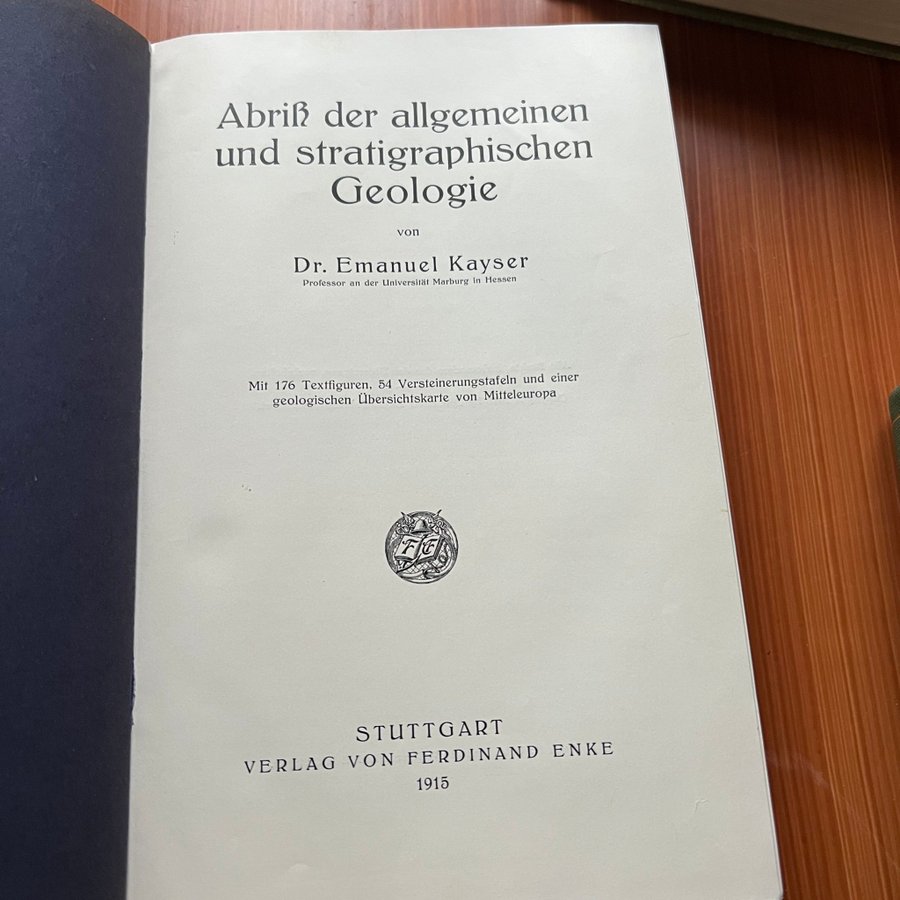 Abriß der allgemeinen
und stratigraphischen
Geologie
von
Dr. Emanuel Kayser
Professor an der Universität Marburg in Hessen
Mit 176 Textfiguren, 54 Versteinerungstafeln und einer
geologischen Übersichtskarte von Mitteleuropa
F E
STUTTGART
VERLAG VON FERDINAND ENKE
1915